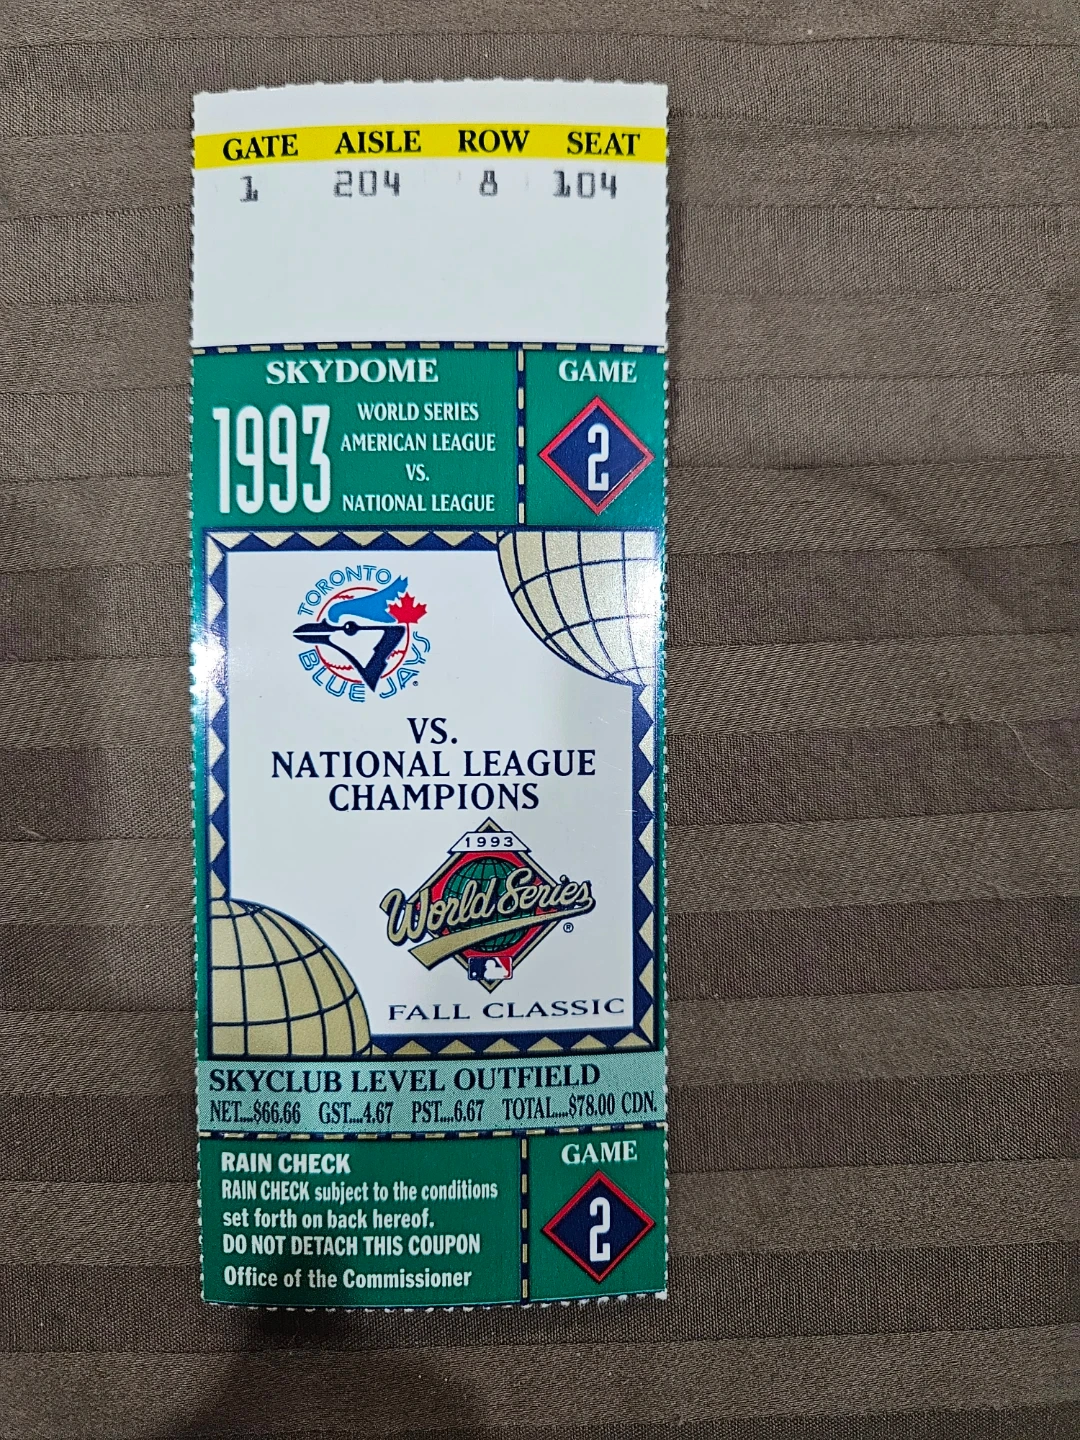 GATE AISLE ROW SEAT
1 204 8 104
SKYDOME
1993
WORLD SERIES
AMERICAN LEAGUE
VS.
NATIONAL LEAGUE
GAME
2
TORONTO
BLUE JAYS
VS.
NATIONAL LEAGUE
CHAMPIONS
1993
World Series
®
FALL CLASSIC
SKYCLUB LEVEL OUTFIELD
NET...$66.66 GST....4.67 PST....6.67 TOTAL....$78.00 CDN.
RAIN CHECK
RAIN CHECK subject to the conditions
set forth on back hereof.
DO NOT DETACH THIS COUPON
Office of the Commissioner
GAME
2